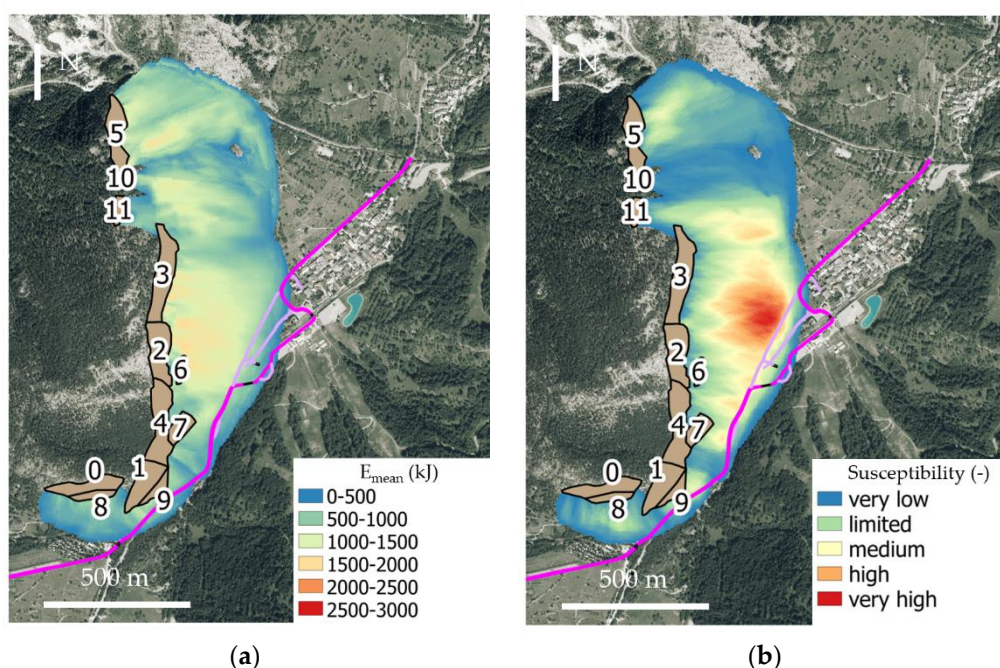 N
5
10
11
3
2
6
4
7
0
1
8
9
500 m
E_mean (kJ)
0-500
500-1000
1000-1500
1500-2000
2000-2500
2500-3000
(a)
N
5
10
11
3
2
6
4
7
0
1
8
9
500 m
Susceptibility (-)
very low
limited
medium
high
very high
(b)